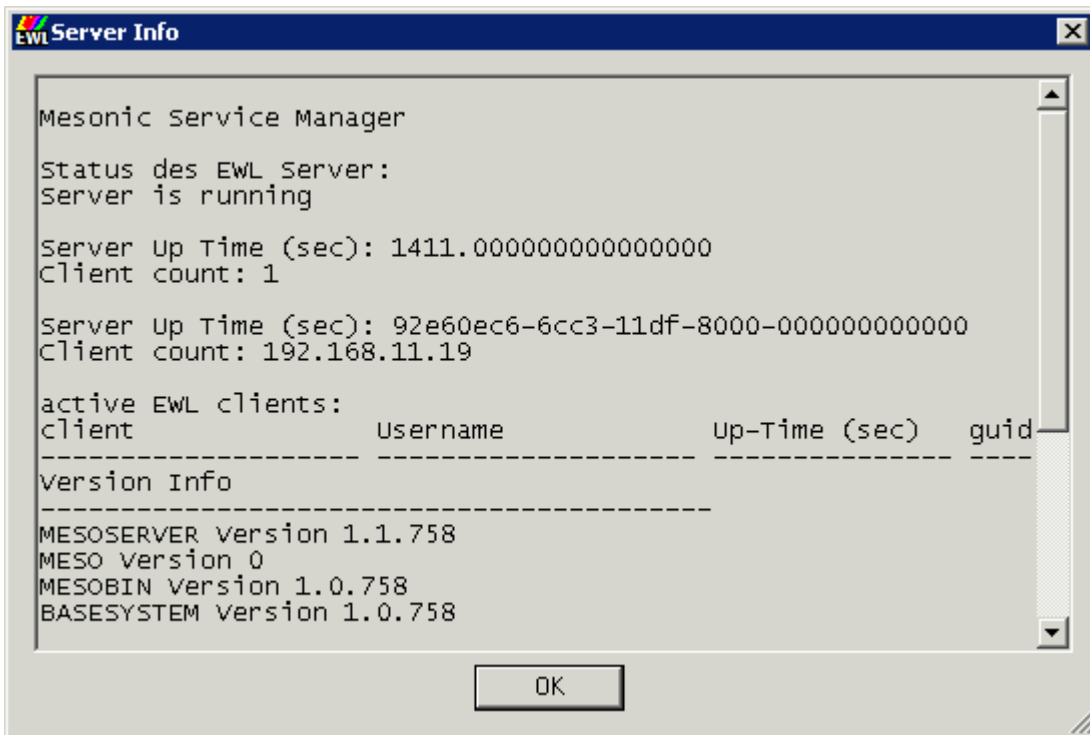 EWL Server Info
Mesonic Service Manager
Status des EWL Server:
Server is running
Server Up Time (sec): 1411.000000000000000
Client count: 1
Server Up Time (sec): 92e60ec6-6cc3-11df-8000-000000000000
Client count: 192.168.11.19
active EWL clients:
client Username Up-Time (sec) guid
-------------------- -------------------- --------------- ----
Version Info
------------------------------------------
MESOSERVER Version 1.1.758
MESO Version 0
MESOBIN Version 1.0.758
BASESYSTEM Version 1.0.758
OK